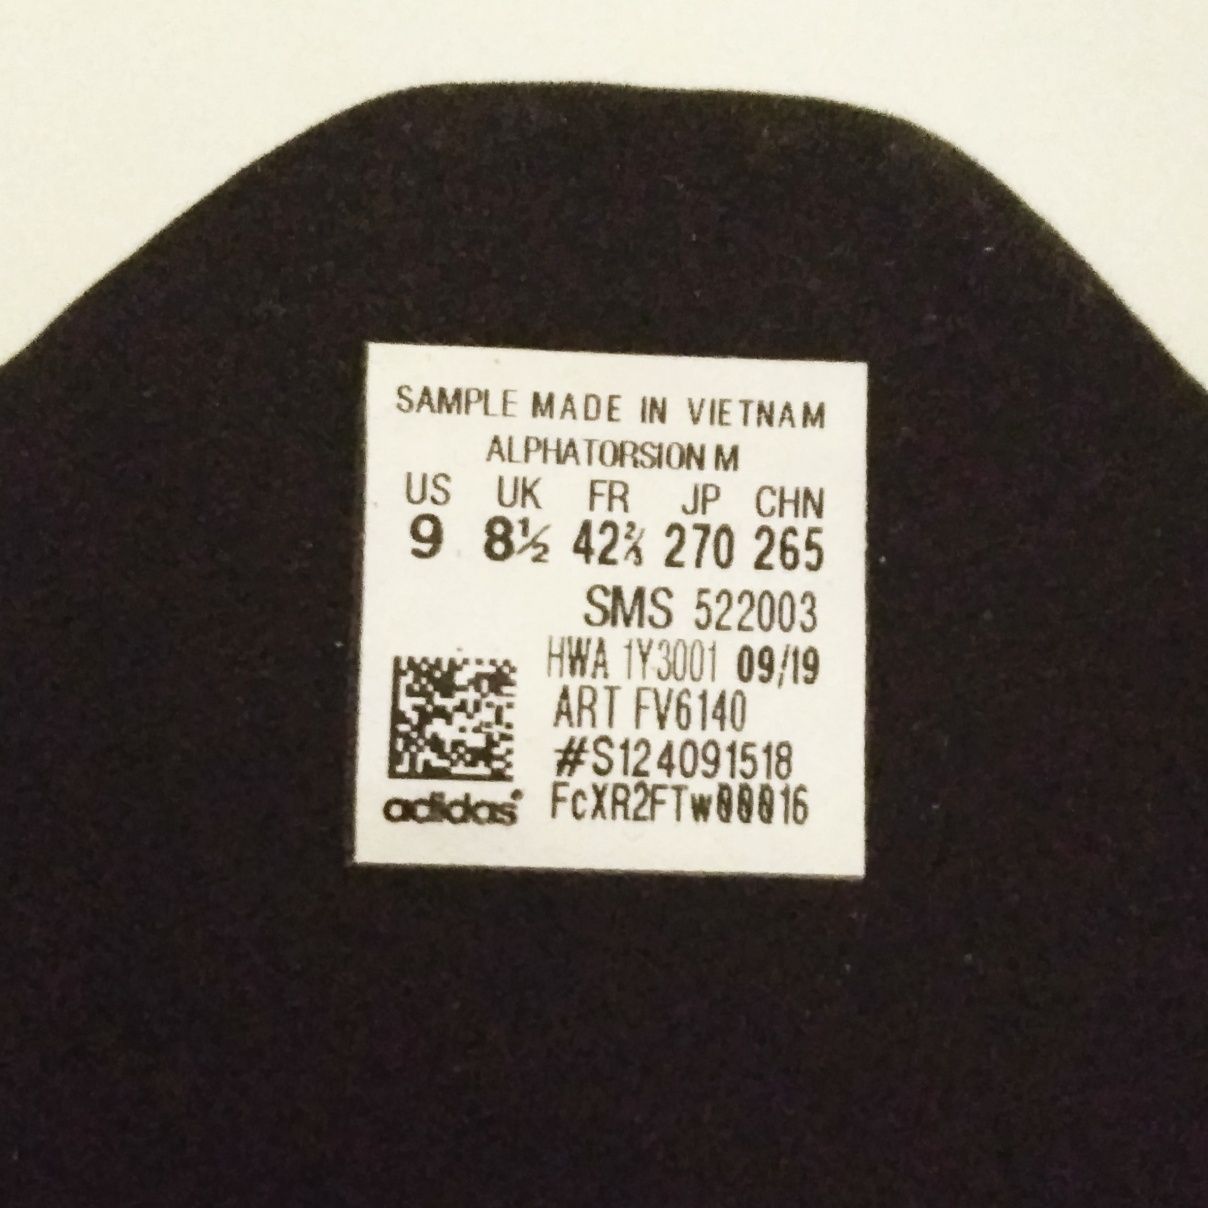 SAMPLE MADE IN VIETNAM
ALPHATORSION M
US UK FR JP CHN
9 8½ 42⅔ 270 265
SMS 522003
HWA 1Y3001 09/19
ART FV6140
#S124091518
adidas® FcXR2FTw00016